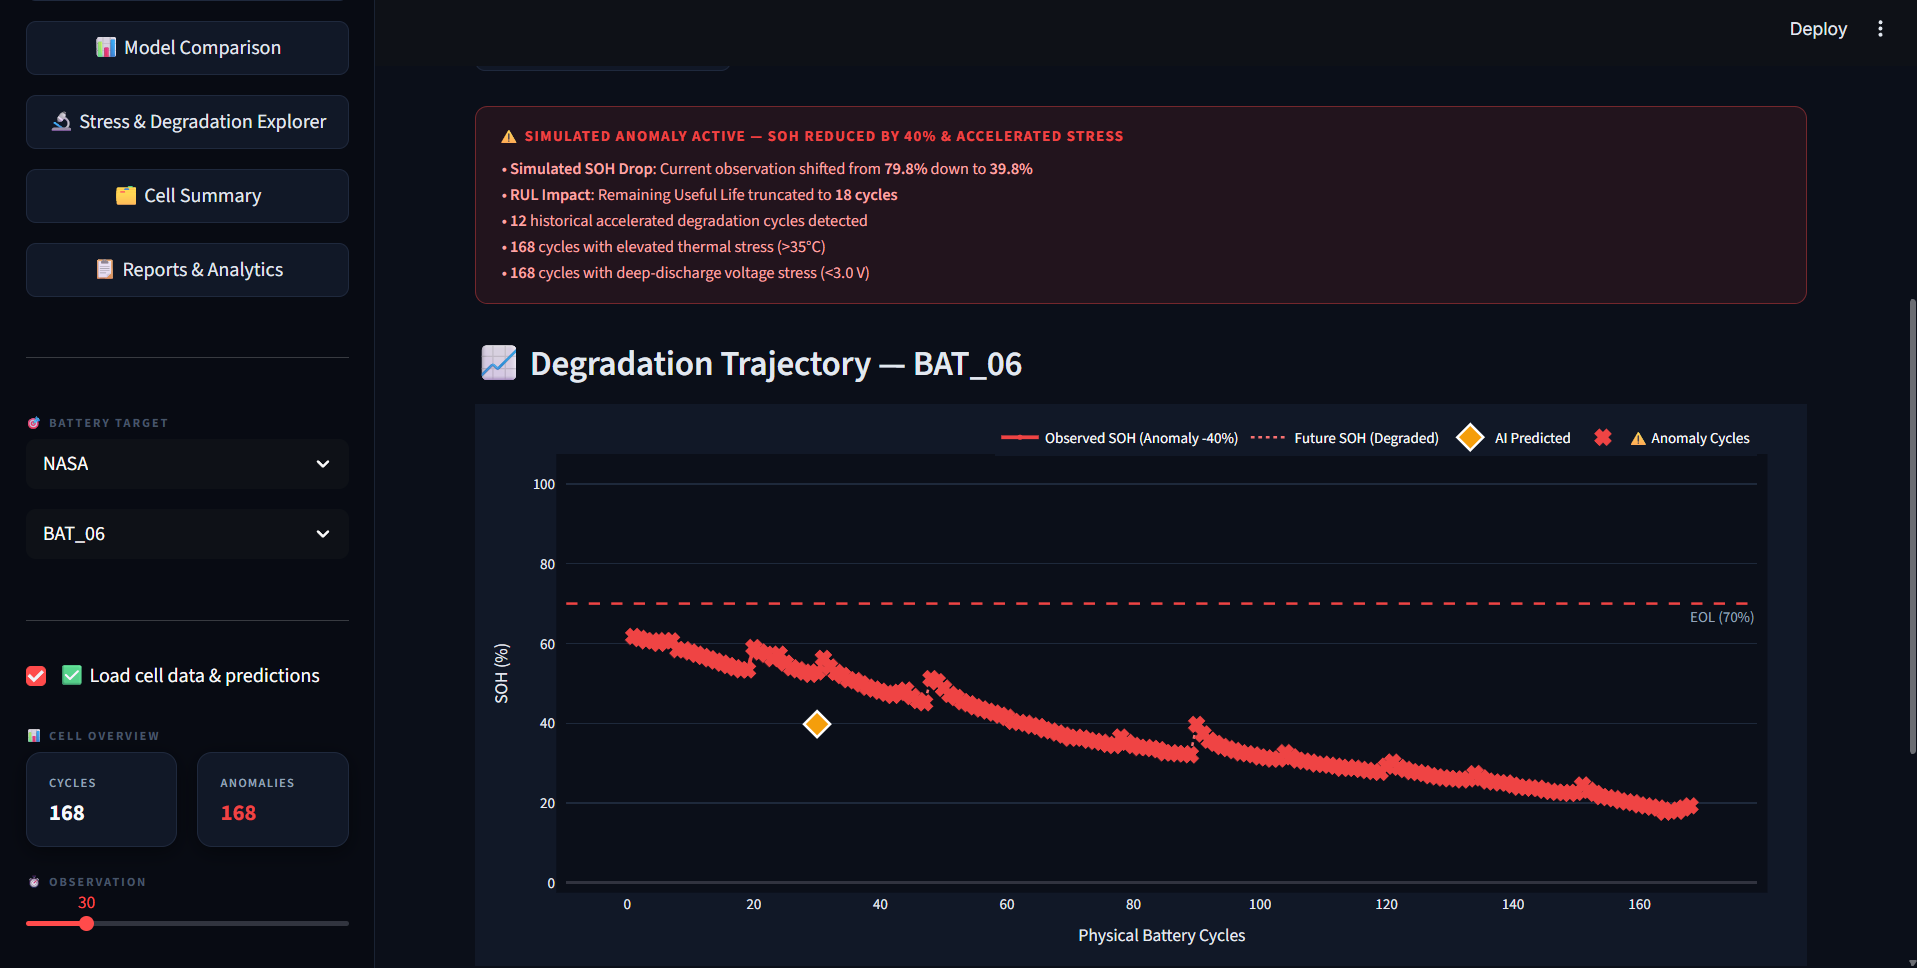 Model Comparison
Stress & Degradation Explorer
Cell Summary
Reports & Analytics
BATTERY TARGET
NASA
BAT_06
Load cell data & predictions
CELL OVERVIEW
CYCLES
168
ANOMALIES
168
OBSERVATION
30
Deploy
SIMULATED ANOMALY ACTIVE — SOH REDUCED BY 40% & ACCELERATED STRESS
• Simulated SOH Drop: Current observation shifted from 79.8% down to 39.8%
• RUL Impact: Remaining Useful Life truncated to 18 cycles
• 12 historical accelerated degradation cycles detected
• 168 cycles with elevated thermal stress (>35°C)
• 168 cycles with deep-discharge voltage stress (<3.0 V)
Degradation Trajectory — BAT_06
Observed SOH (Anomaly -40%) Future SOH (Degraded) AI Predicted Anomaly Cycles
100
80
EOL (70%)
60
SOH (%)
40
20
0
0 20 40 60 80 100 120 140 160
Physical Battery Cycles